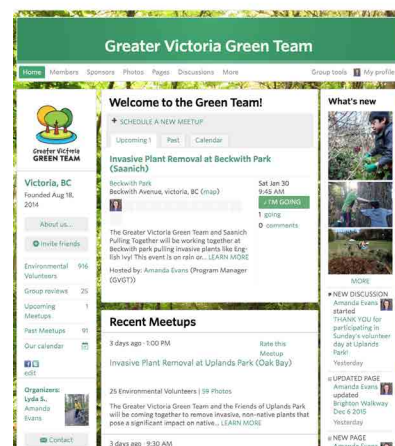 Greater Victoria Green Team
Home Members Sponsors Photos Pages Discussions More Group tools My profile
Greater Victoria
GREEN TEAM
Victoria, BC
Founded Aug 18,
2014
About us...
Invite friends
Environmental 916
Volunteers
Group reviews 25
Upcoming 1
Meetups
Past Meetups 91
Our calendar
edit
Organizers:
Lyda S.,
Amanda
Evans
Contact
Welcome to the Green Team!
+ SCHEDULE A NEW MEETUP
Upcoming 1 Past Calendar
Invasive Plant Removal at Beckwith Park
(Saanich)
Beckwith Park
Beckwith Avenue, victoria, BC (map)
Sat Jan 30
9:45 AM
✓ I'M GOING
1 going
0 comments
The Greater Victoria Green Team and Saanich
Pulling Together will be working together at
Beckwith park pulling invasive plants like Eng-
lish Ivy! This event is on rain or... LEARN MORE
Hosted by: Amanda Evans (Program Manager
(GVGT))
Recent Meetups
3 days ago · 1:00 PM
Rate this
Meetup
Invasive Plant Removal at Uplands Park (Oak Bay)
25 Environmental Volunteers | 59 Photos
The Greater Victoria Green Team and the Friends of Uplands Park
will be coming together to remove invasive, non-native plants that
pose a significant impact on native... LEARN MORE
3 days ago · 9:30 AM
What's new
MORE
NEW DISCUSSION
Amanda Evans
started
THANK YOU for
participating in
Sunday's volunteer
day at Uplands
Park!
Yesterday
UPDATED PAGE
Amanda Evans
updated
Brighton Walkway
Dec 6 2015
Yesterday
NEW PAGE
Amanda Evans